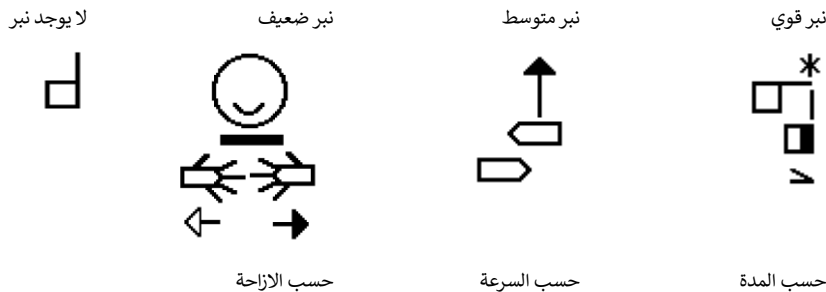 نبر قوي نبر متوسط نبر ضعيف لا يوجد نبر
حسب المدة حسب السرعة حسب الازاحة